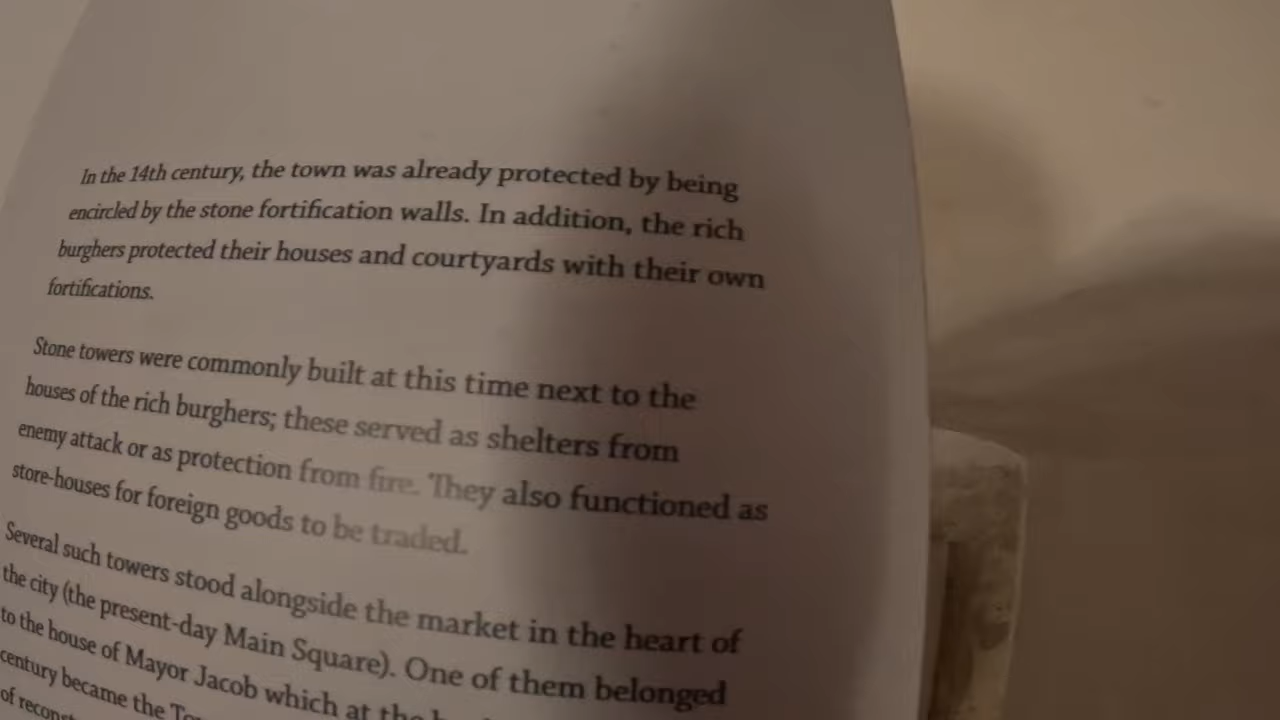 In the 14th century, the town was already protected by being
encircled by the stone fortification walls. In addition, the rich
burghers protected their houses and courtyards with their own
fortifications.
Stone towers were commonly built at this time next to the
houses of the rich burghers; these served as shelters from
enemy attack or as protection from fire. They also functioned as
store-houses for foreign goods to be traded.
Several such towers stood alongside the market in the heart of
the city (the present-day Main Square). One of them belonged
to the house of Mayor Jacob which at the
century became the
of